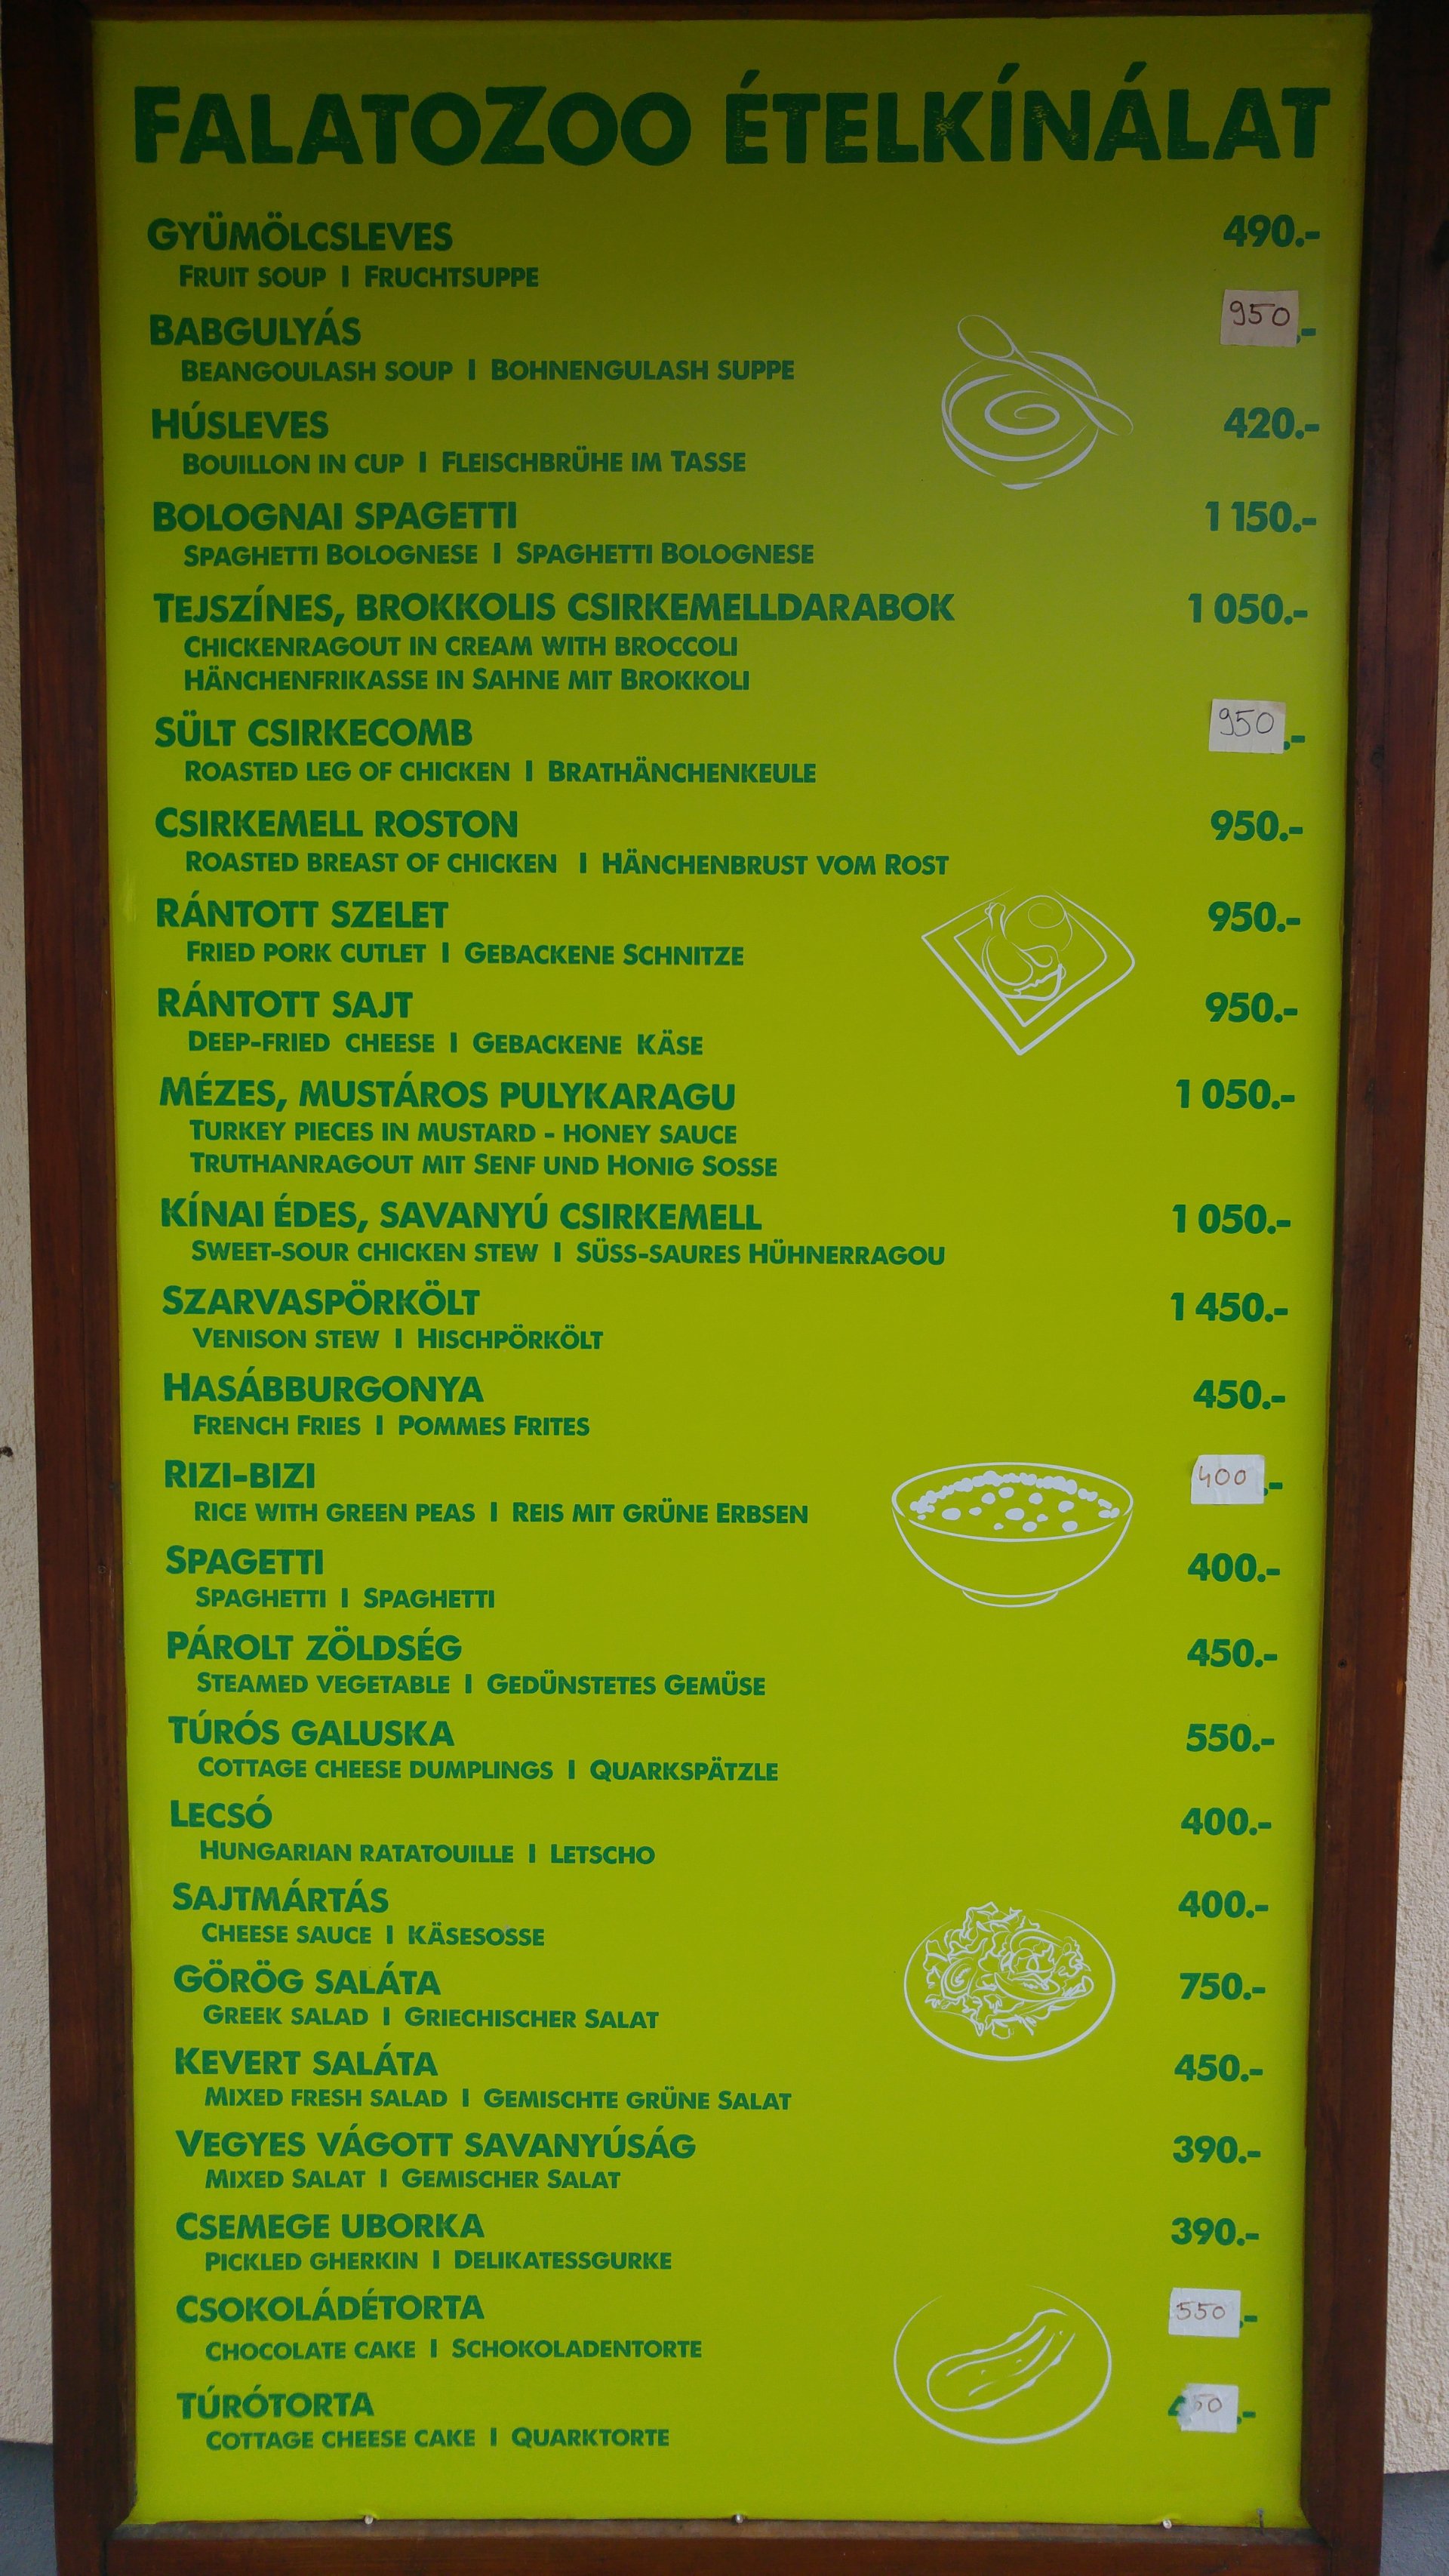 FALATOZOO ÉTELKÍNÁLAT
GYÜMÖLCSLEVES 490.-
FRUIT SOUP | FRUCHTSUPPE
BABGULYÁS 950.-
BEANGOULASH SOUP | BOHNENGULASH SUPPE
HÚSLEVES 420.-
BOUILLON IN CUP | FLEISCHBRÜHE IM TASSE
BOLOGNAI SPAGETTI 1 150.-
SPAGHETTI BOLOGNESE | SPAGHETTI BOLOGNESE
TEJSZÍNES, BROKKOLIS CSIRKEMELLDARABOK 1 050.-
CHICKENRAGOUT IN CREAM WITH BROCCOLI
HÄNCHENFRIKASSE IN SAHNE MIT BROKKOLI
SÜLT CSIRKECOMB 950.-
ROASTED LEG OF CHICKEN | BRATHÄNCHENKEULE
CSIRKEMELL ROSTON 950.-
ROASTED BREAST OF CHICKEN | HÄNCHENBRUST VOM ROST
RÁNTOTT SZELET 950.-
FRIED PORK CUTLET | GEBACKENE SCHNITZE
RÁNTOTT SAJT 950.-
DEEP-FRIED CHEESE | GEBACKENE KÄSE
MÉZES, MUSTÁROS PULYKARAGU 1 050.-
TURKEY PIECES IN MUSTARD - HONEY SAUCE
TRUTHANRAGOUT MIT SENF UND HONIG SOSSE
KÍNAI ÉDES, SAVANYÚ CSIRKEMELL 1 050.-
SWEET-SOUR CHICKEN STEW | SÜSS-SAURES HÜHNERRAGOU
SZARVASPÖRKÖLT 1 450.-
VENISON STEW | HISCHPÖRKÖLT
HASÁBBURGONYA 450.-
FRENCH FRIES | POMMES FRITES
RIZI-BIZI 400.-
RICE WITH GREEN PEAS | REIS MIT GRÜNE ERBSEN
SPAGETTI 400.-
SPAGHETTI | SPAGHETTI
PÁROLT ZÖLDSÉG 450.-
STEAMED VEGETABLE | GEDÜNSTETES GEMÜSE
TÚRÓS GALUSKA 550.-
COTTAGE CHEESE DUMPLINGS | QUARKSPÄTZLE
LECSÓ 400.-
HUNGARIAN RATATOUILLE | LETSCHO
SAJTMÁRTÁS 400.-
CHEESE SAUCE | KÄSESOSSE
GÖRÖG SALÁTA 750.-
GREEK SALAD | GRIECHISCHER SALAT
KEVERT SALÁTA 450.-
MIXED FRESH SALAD | GEMISCHTE GRÜNE SALAT
VEGYES VÁGOTT SAVANYÚSÁG 390.-
MIXED SALAT | GEMISCHER SALAT
CSEMEGE UBORKA 390.-
PICKLED GHERKIN | DELIKATESSGURKE
CSOKOLÁDÉTORTA 550.-
CHOCOLATE CAKE | SCHOKOLADENTORTE
TÚRÓTORTA
COTTAGE CHEESE CAKE | QUARKTORTE